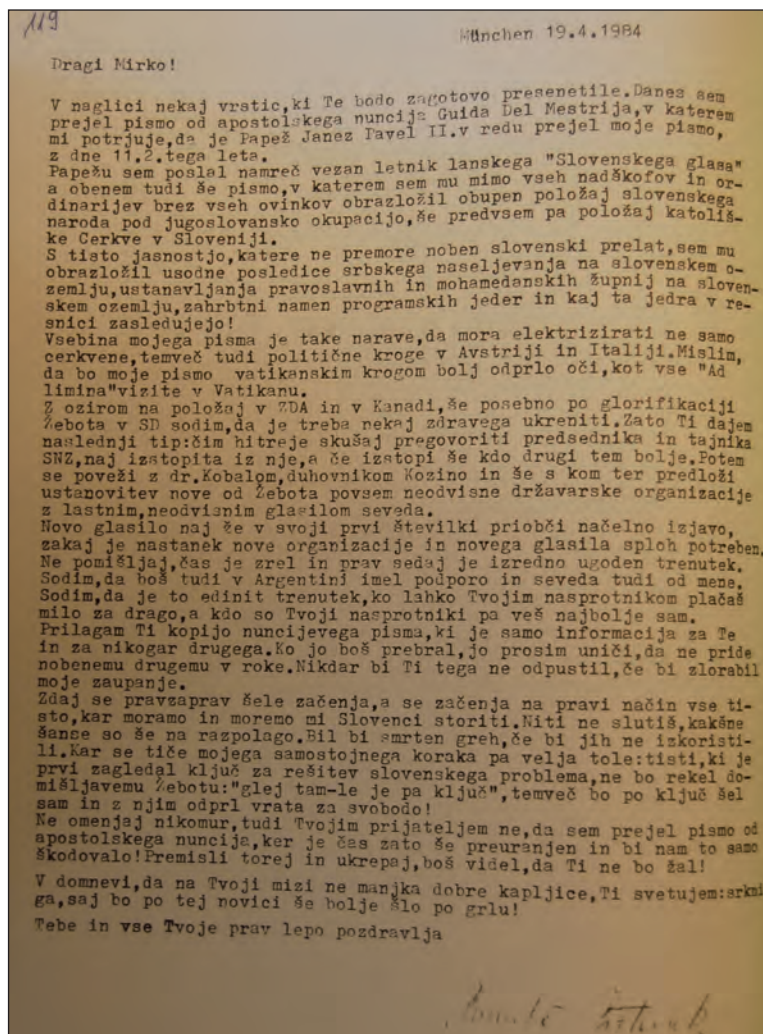 119
München 19.4.1984
Dragi Mirko!
V naglici nekaj vrstic,ki Te bodo zagotovo presenetile.Danes sem
prejel pismo od apostolskega nuncija Guida Del Mestrija,v katerem
mi potrjuje,da je Papež Janez Pavel II.v redu prejel moje pismo,
z dne 11.2.tega leta.
Papežu sem poslal namreč vezan letnik lanskega "Slovenskega glasa"
a obenem tudi še pismo,v katerem sem mu mimo vseh nadškofov in or-
dinarijev brez vseh ovinkov obrazložil obupen položaj slovenskega
naroda pod jugoslovansko okupacijo,še predvsem pa položaj katoliš-
ke Cerkve v Sloveniji.
S tisto jasnostjo,katere ne premore noben slovenski prelat,sem mu
obrazložil usodne posledice srbskega naseljevanja na slovenskem o-
zemlju,ustanavljanja pravoslavnih in mohamedanskih župnij na sloven-
skem ozemlju,zahrbtni namen programskih jeder in kaj ta jedra v re-
snici zasledujejo!
Vsebina mojega pisma je take narave,da mora elektrizirati ne samo
cerkvene,temveč tudi politične kroge v Avstriji in Italiji.Mislim,
da bo moje pismo vatikanskim krogom bolj odprlo oči,kot vse "Ad
limina"vizite v Vatikanu.
Z ozirom na položaj v ZDA in v Kanadi,še posebno po glorifikaciji
Žebota v SD sodim,da je treba nekaj zdravega ukreniti.Zato Ti dajem
naslednji tip:čim hitreje skušaj pregovoriti predsednika in tajnika
SNZ,naj izstopita iz nje,a če izstopi še kdo drugi tem bolje.Potem
se poveži z dr.Kobalom,duhovnikom Kozino in še s kom ter predloži
ustanovitev nove od Žebota povsem neodvisne državarske organizacije
z lastnim,neodvisnim glasilom seveda.
Novo glasilo naj že v svoji prvi številki priobči načelno izjavo,
zakaj je nastanek nove organizacije in novega glasila sploh potreben.
Ne pomišljaj,čas je zrel in prav sedaj je izredno ugoden trenutek.
Sodim,da boš tudi v Argentini imel podporo in seveda tudi od mene.
Sodim,da je to edinit trenutek,ko lahko Tvojim nasprotnikom plačaš
milo za drago,a kdo so Tvoji nasprotniki pa veš najbolje sam.
Prilagam Ti kopijo nuncijevega pisma,ki je samo informacija za Te
in za nikogar drugega.Ko jo boš prebral,jo prosim uniči,da ne pride
nobenemu drugemu v roke.Nikdar bi Ti tega ne odpustil,če bi zlorabil
moje zaupanje.
Zdaj se pravzaprav šele začenja,a se začenja na pravi način vse ti-
sto,kar moramo in moremo mi Slovenci storiti.Niti ne slutiš,kakšne
šanse so še na razpolago.Bil bi smrten greh,če bi jih ne izkoristi-
li.Kar se tiče mojega samostojnega koraka pa velja tole:tisti,ki je
prvi zagledal ključ za rešitev slovenskega problema,ne bo rekel do-
mišljavemu Žebotu:"glej tam-le je pa ključ",temveč bo po ključ šel
sam in z njim odprl vrata za svobodo!
Ne omenjaj nikomur,tudi Tvojim prijateljem ne,da sem prejel pismo od
apostolskega nuncija,ker je čas zato še preuranjen in bi nam to samo
škodovalo!Premisli torej in ukrepaj,boš videl,da Ti ne bo žal!
V domnevi,da na Tvoji mizi ne manjka dobre kapljice,Ti svetujem:srkni
ga,saj bo po tej novici še bolje šlo po grlu!
Tebe in vse Tvoje prav lepo pozdravlja